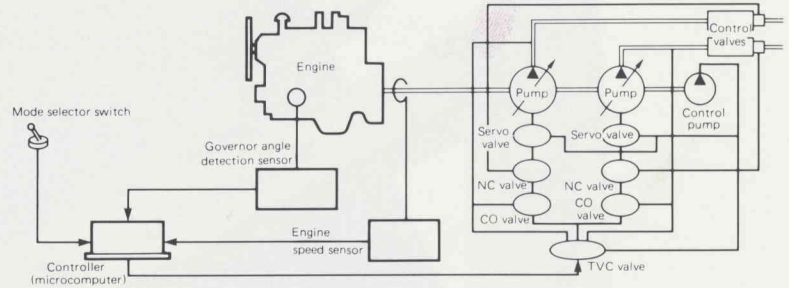 Control
valves
Engine
Pump
Pump
Control
pump
Mode selector switch
Servo
valve
Servo valve
Governor angle
detection sensor
NC valve
NC valve
CO valve
CO
valve
Engine
speed sensor
TVC valve
Controller
(microcomputer)